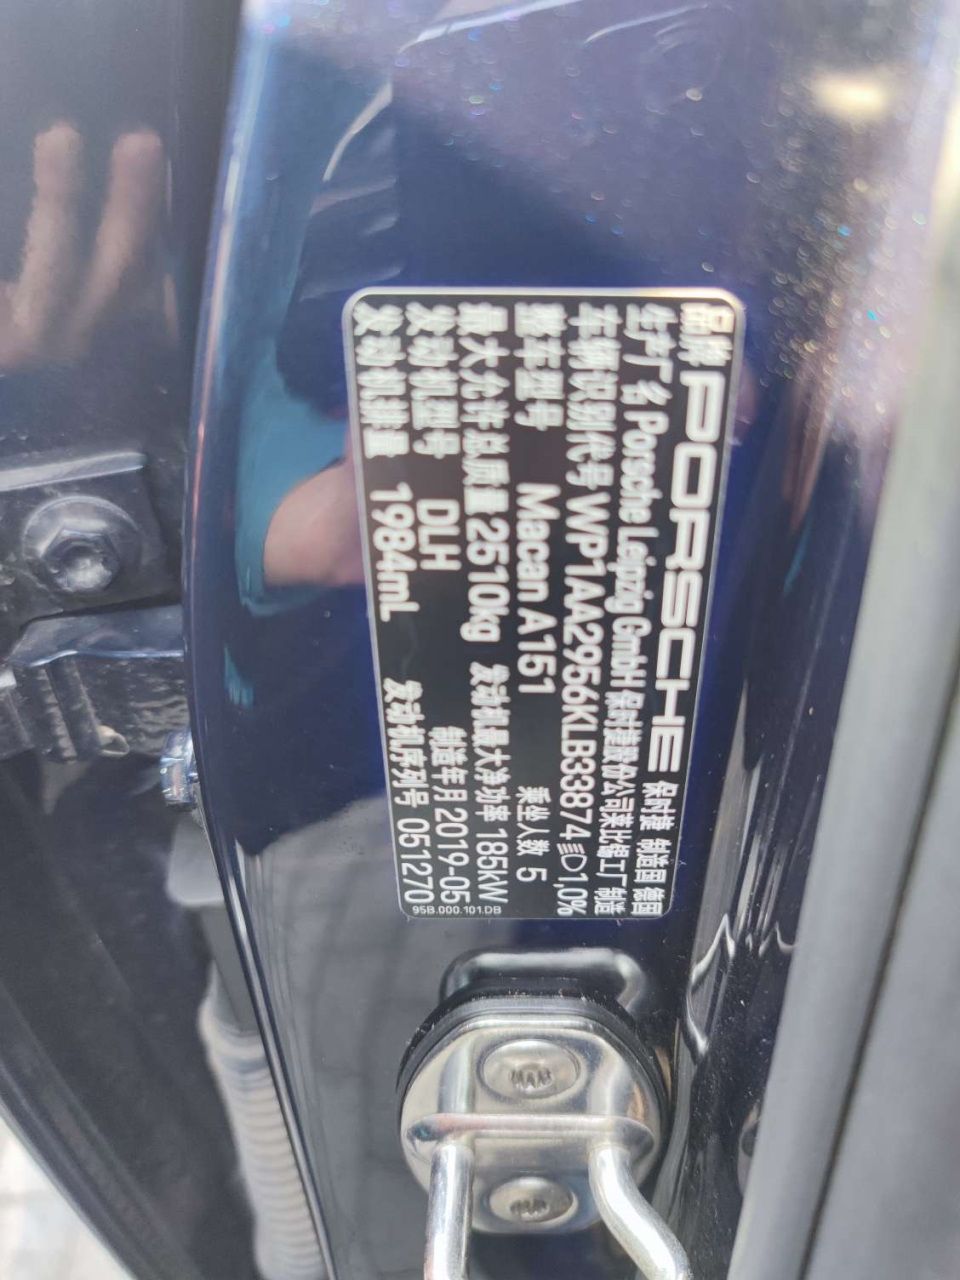 品牌 PORSCHE 保时捷 制造国 德国
生产厂名 Porsche Leipzig GmbH 保时捷股份公司莱比锡工厂制造
车辆识别代号 WP1AA2956KLB33874 1,0%
整车型号 Macan A151 乘坐人数 5
最大允许总质量 2510kg 发动机最大净功率 185kW
发动机型号 DLH 制造年月 2019-05
发动机排量 1984mL 发动机序列号 051270
95B.000.101.DB